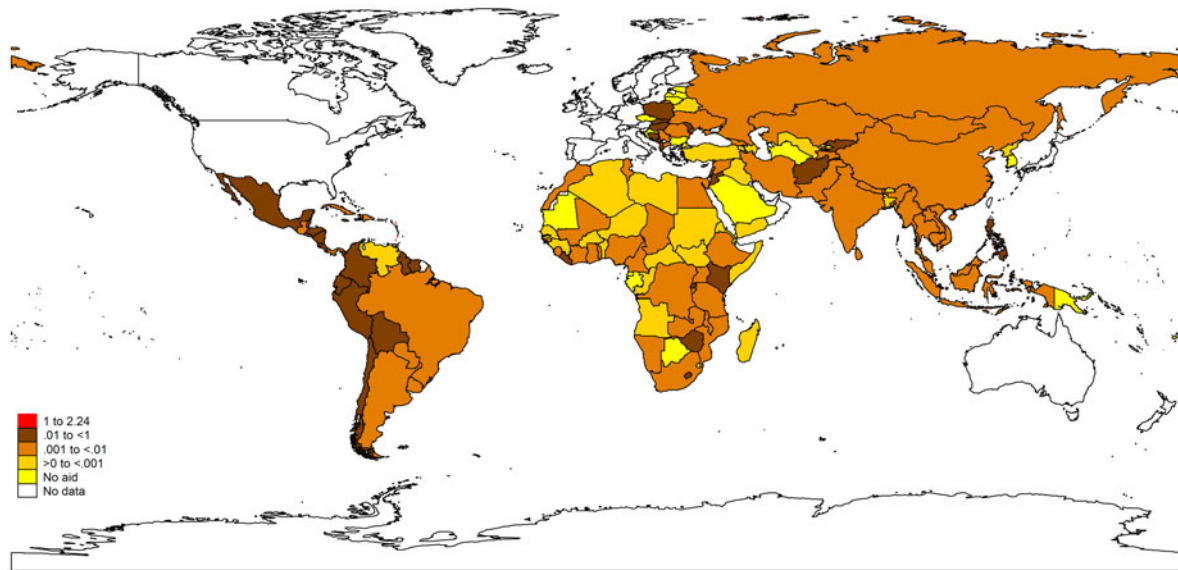 1 to 2.24
.01 to <1
.001 to <.01
>0 to <.001
No aid
No data